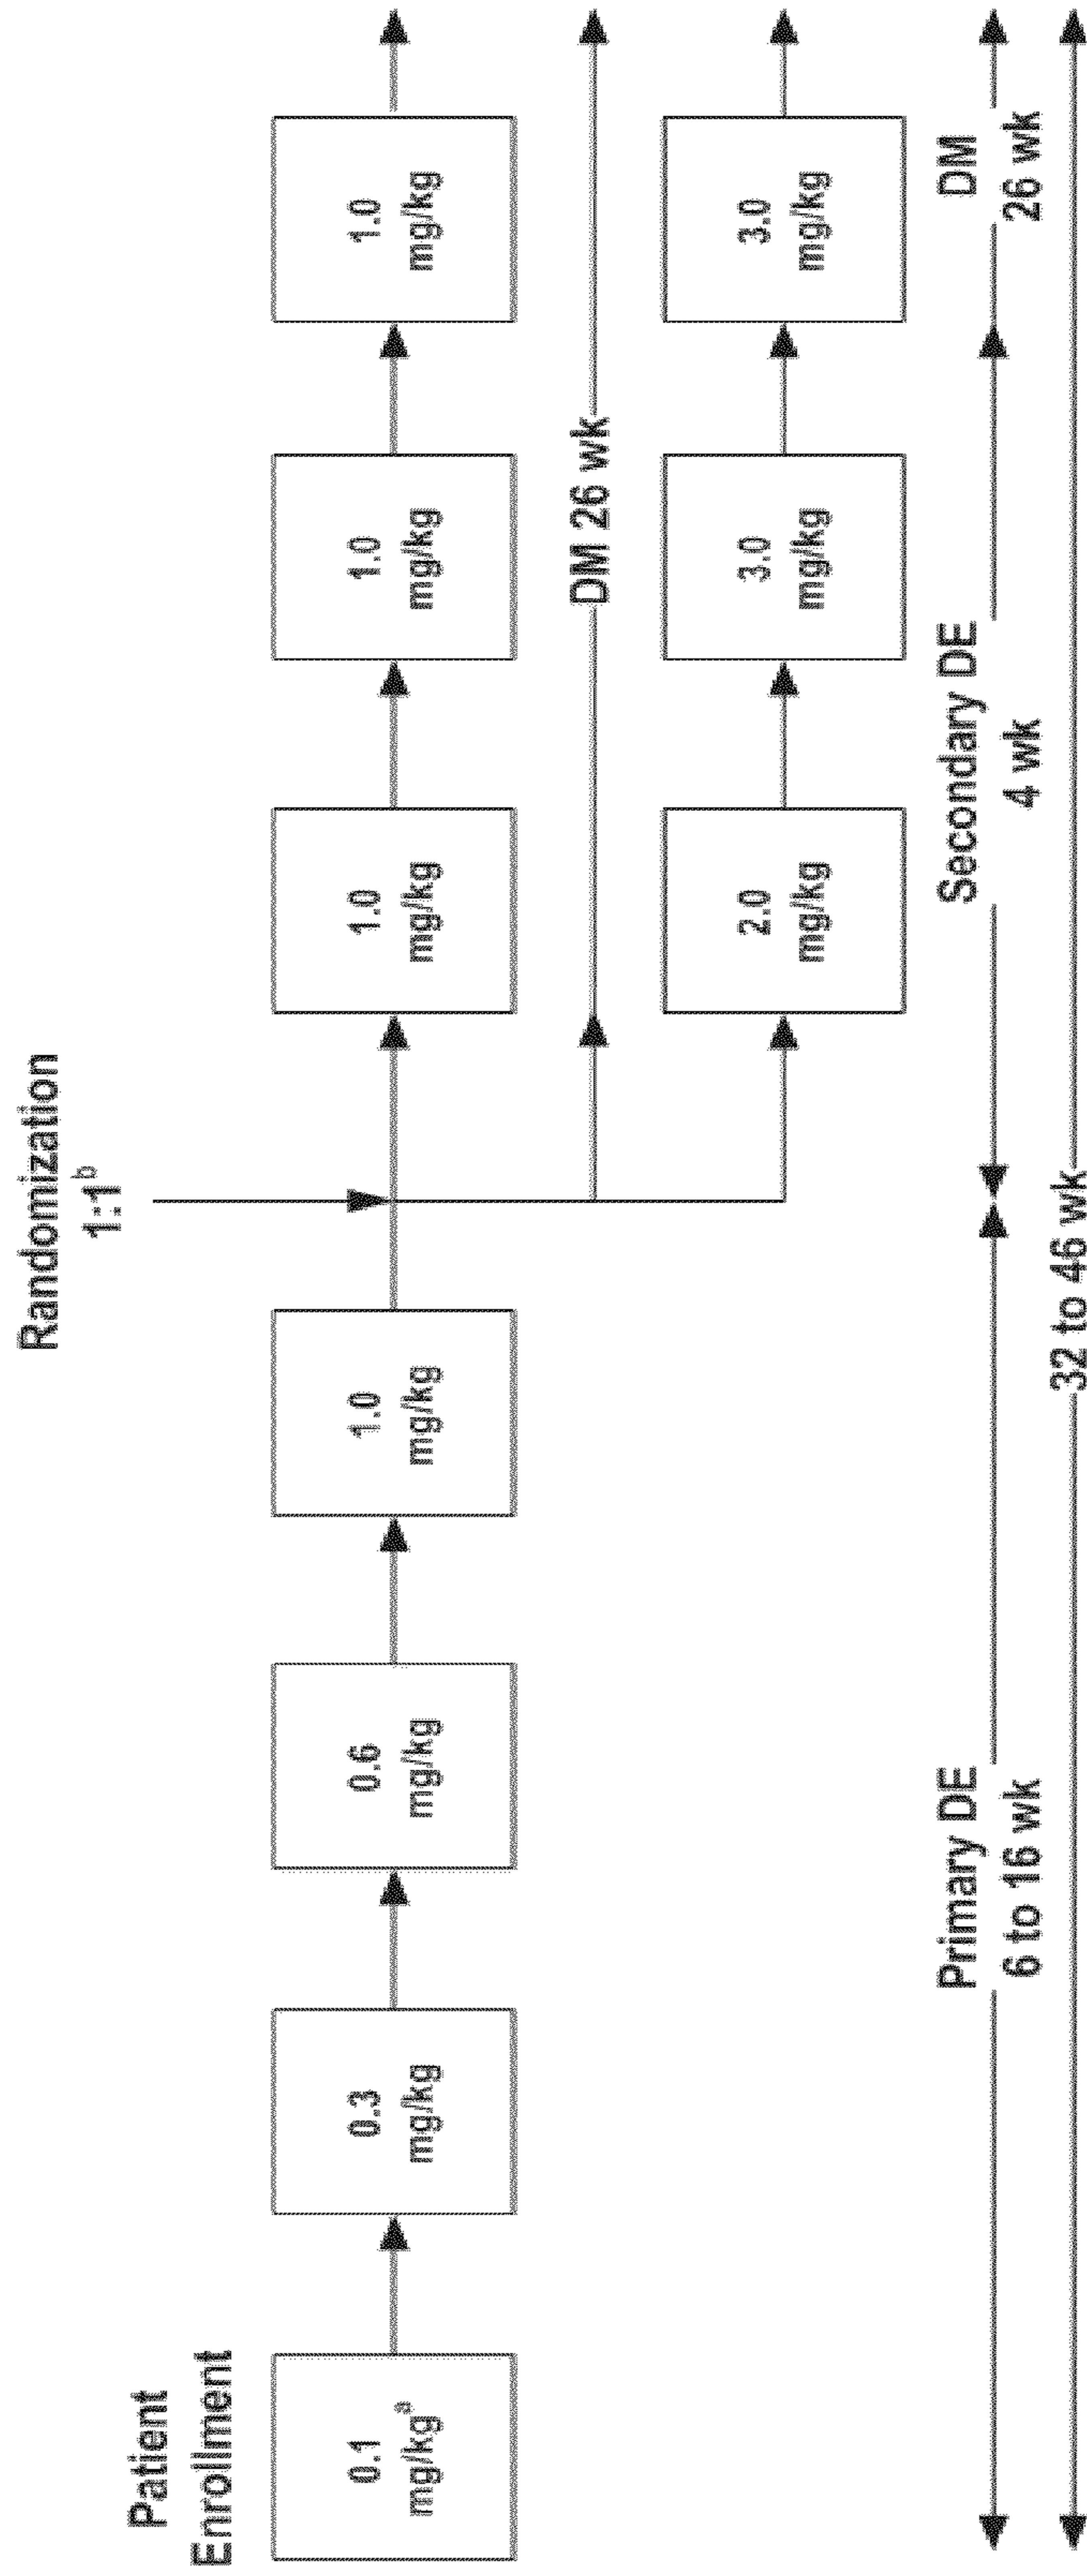 Patient
Enrollment
Randomization
1:1ᵇ
0.1
mg/kgᵃ
0.3
mg/kg
0.6
mg/kg
1.0
mg/kg
1.0
mg/kg
1.0
mg/kg
1.0
mg/kg
DM 26 wk
2.0
mg/kg
3.0
mg/kg
3.0
mg/kg
Primary DE
6 to 16 wk
Secondary DE
4 wk
DM
26 wk
32 to 46 wk